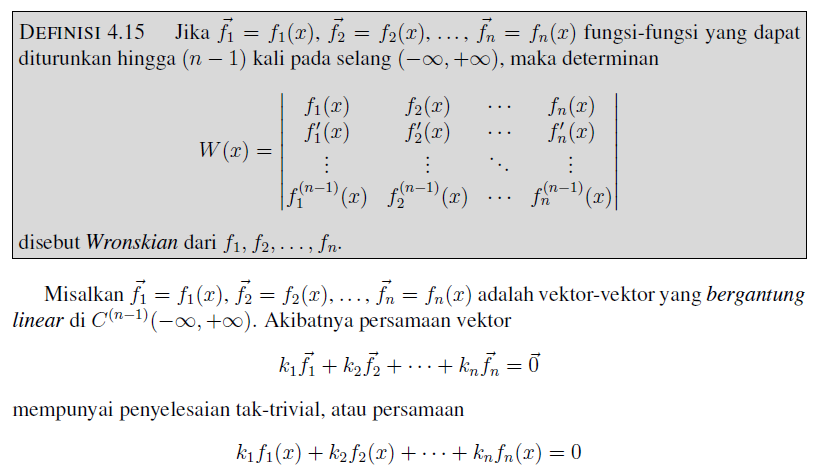 DEFINISI 4.15 Jika $\vec{f_1} = f_1(x)$, $\vec{f_2} = f_2(x)$, $\ldots$, $\vec{f_n} = f_n(x)$ fungsi-fungsi yang dapat
diturunkan hingga $(n-1)$ kali pada selang $(-\infty, +\infty)$, maka determinan
$W(x) = \begin{vmatrix} f_1(x) & f_2(x) & \cdots & f_n(x) \\ f_1'(x) & f_2'(x) & \cdots & f_n'(x) \\ \vdots & \vdots & \ddots & \vdots \\ f_1^{(n-1)}(x) & f_2^{(n-1)}(x) & \cdots & f_n^{(n-1)}(x) \end{vmatrix}$
disebut Wronskian dari $f_1, f_2, \ldots, f_n$.
Misalkan $\vec{f_1} = f_1(x)$, $\vec{f_2} = f_2(x)$, $\ldots$, $\vec{f_n} = f_n(x)$ adalah vektor-vektor yang bergantung
linear di $C^{(n-1)}(-\infty, +\infty)$. Akibatnya persamaan vektor
$k_1\vec{f_1} + k_2\vec{f_2} + \cdots + k_n\vec{f_n} = \vec{0}$
mempunyai penyelesaian tak-trivial, atau persamaan
$k_1 f_1(x) + k_2 f_2(x) + \cdots + k_n f_n(x) = 0$